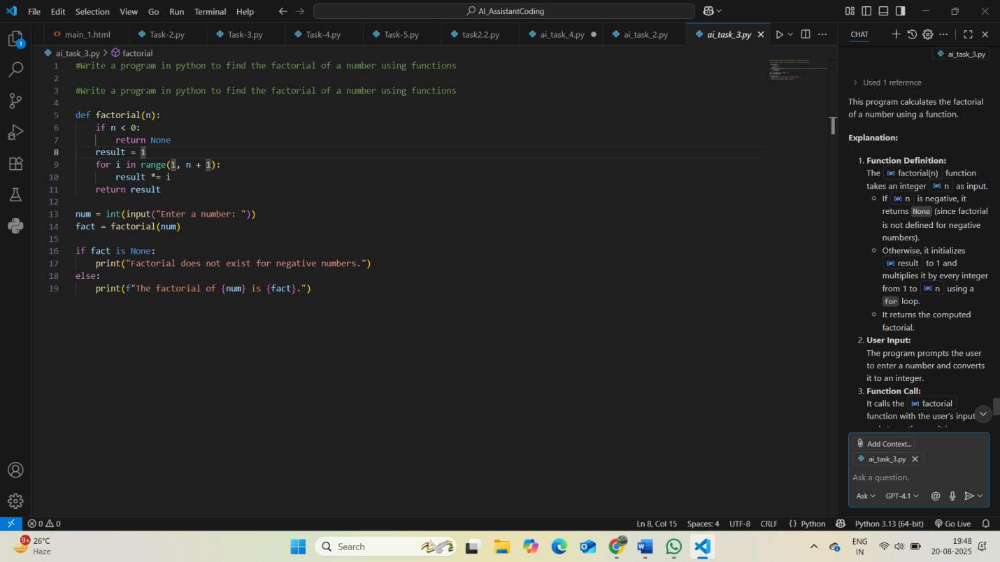 File Edit Selection View Go Run Terminal Help
AI_AssistantCoding
main_1.html Task-2.py Task-3.py Task-4.py Task-5.py task2.2.py ai_task_4.py ai_task_2.py ai_task_3.py
ai_task_3.py > factorial
1 #Write a program in python to find the factorial of a number using functions
2
3 #Write a program in python to find the factorial of a number using functions
4
5 def factorial(n):
6     if n < 0:
7         return None
8     result = 1
9     for i in range(1, n + 1):
10         result *= i
11     return result
12
13 num = int(input("Enter a number: "))
14 fact = factorial(num)
15
16 if fact is None:
17     print("Factorial does not exist for negative numbers.")
18 else:
19     print(f"The factorial of {num} is {fact}.")
CHAT
ai_task_3.py
Used 1 reference
This program calculates the factorial
of a number using a function.
Explanation:
1. Function Definition:
The factorial(n) function
takes an integer n as input.
If n is negative, it
returns None (since factorial
is not defined for negative
numbers).
Otherwise, it initializes
result to 1 and
multiplies it by every integer
from 1 to n using a
for loop.
It returns the computed
factorial.
2. User Input:
The program prompts the user
to enter a number and converts
it to an integer.
3. Function Call:
It calls the factorial
function with the user's input
Add Context...
ai_task_3.py
Ask a question.
Ask GPT-4.1
1
0 0
Ln 8, Col 15 Spaces: 4 UTF-8 CRLF {} Python Python 3.13 (64-bit) Go Live
9+
26°C
Haze
Search
ENG
IN
19:48
20-08-2025